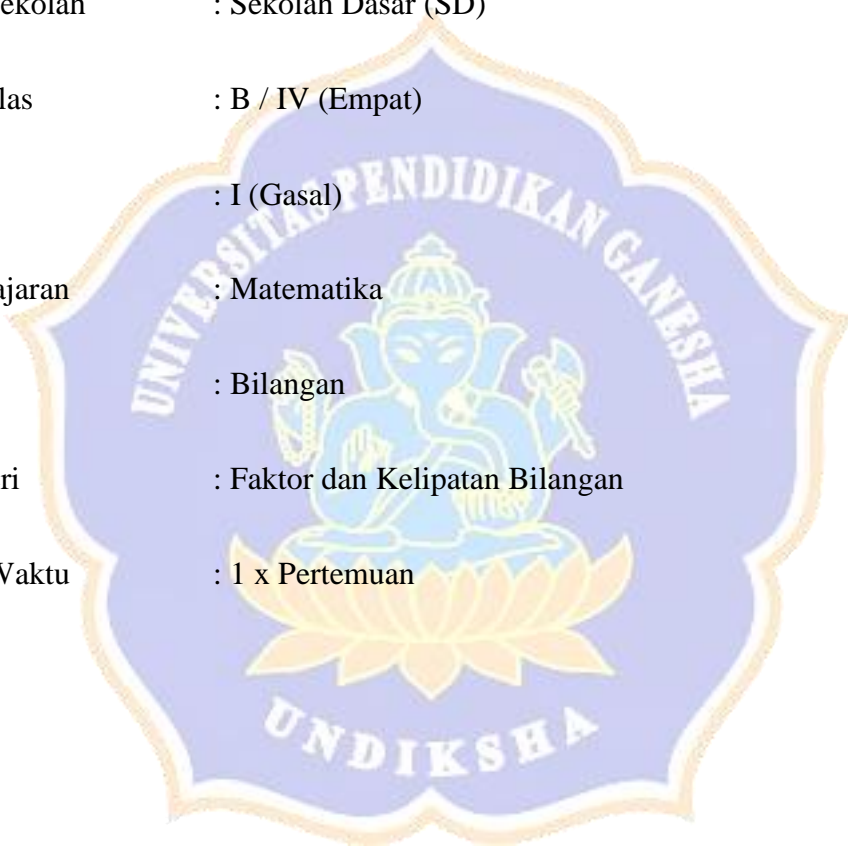 ekolah : Sekolah Dasar (SD)
las : B / IV (Empat)
: I (Gasal)
ajaran : Matematika
: Bilangan
ri : Faktor dan Kelipatan Bilangan
Waktu : 1 x Pertemuan
UNIVERSITAS PENDIDIKAN GANESHA
UNDIKSHA